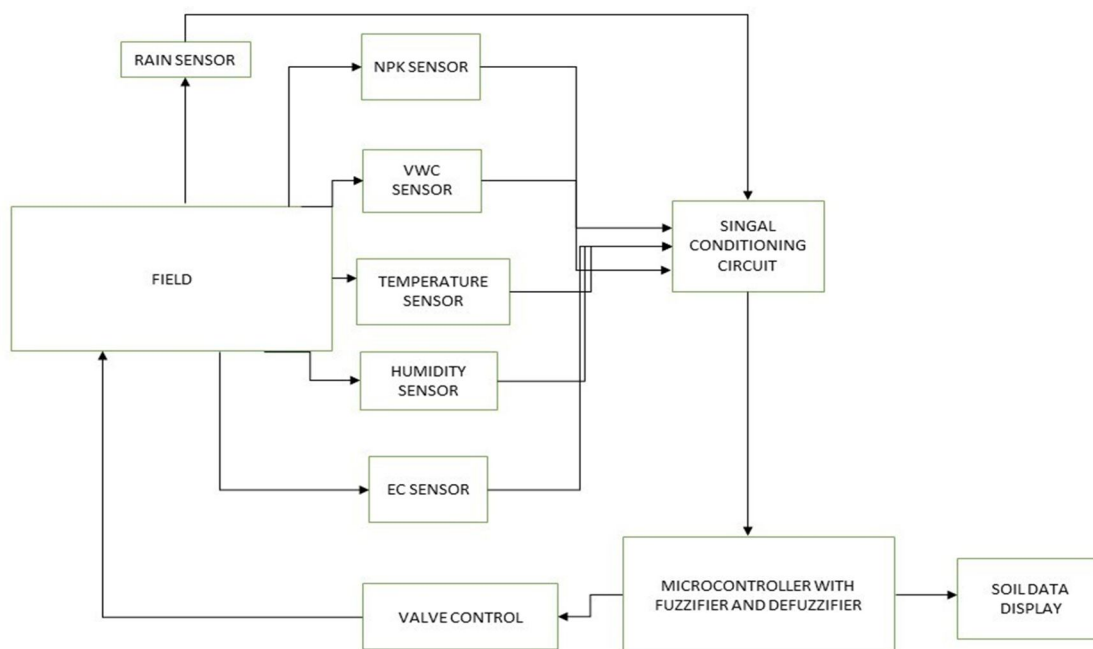 RAIN SENSOR
NPK SENSOR
VWC
SENSOR
SINGAL
CONDITIONING
CIRCUIT
FIELD
TEMPERATURE
SENSOR
HUMIDITY
SENSOR
EC SENSOR
MICROCONTROLLER WITH
FUZZIFIER AND DEFUZZIFIER
SOIL DATA
DISPLAY
VALVE CONTROL